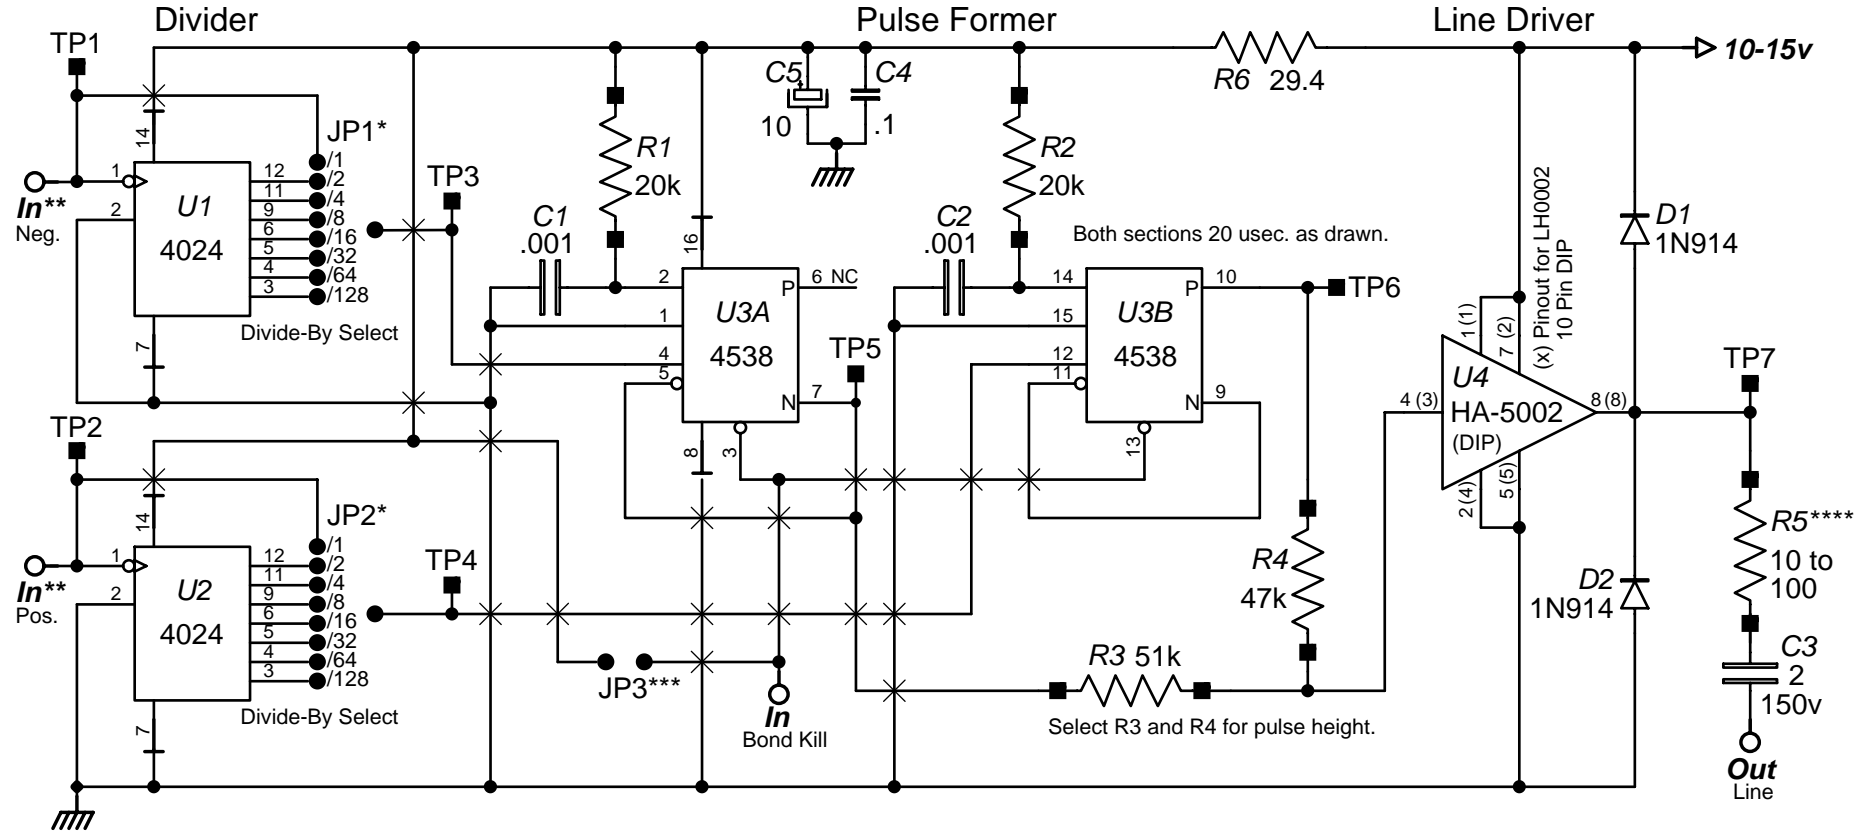 Divider
Pulse Former
Line Driver
TP1
10-15v
C5
C4
R6 29.4
10
.1
14
JP1*
/1
/2
/4
/8
/16
/32
/64
/128
1
2
12
11
9
6
5
4
3
U1
4024
In**
Neg.
7
Divide-By Select
TP3
R1
20k
C1
.001
16
2
1
4
5
P
6 NC
U3A
4538
N
7
8
3
TP5
R2
20k
C2
.001
Both sections 20 usec. as drawn.
14
15
12
11
P
10
U3B
4538
N
9
13
TP6
(x) Pinout for LH0002
10 Pin DIP
1 (1)
7 (2)
U4
HA-5002
(DIP)
4 (3)
8 (8)
2 (4)
5 (5)
D1
1N914
TP7
TP2
14
JP2*
/1
/2
/4
/8
/16
/32
/64
/128
1
2
12
11
9
6
5
4
3
U2
4024
In**
Pos.
7
Divide-By Select
TP4
JP3***
In
Bond Kill
R4
47k
R3 51k
Select R3 and R4 for pulse height.
D2
1N914
R5****
10 to
100
C3
2
150v
Out
Line